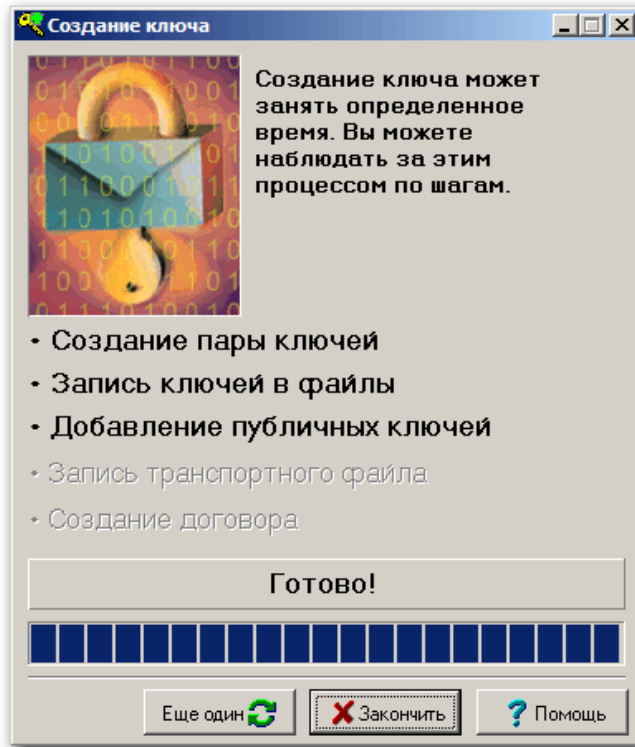 Создание ключа
Создание ключа может
занять определенное
время. Вы можете
наблюдать за этим
процессом по шагам.
• Создание пары ключей
• Запись ключей в файлы
• Добавление публичных ключей
• Запись транспортного файла
• Создание договора
Готово!
Еще один
Закончить
Помощь